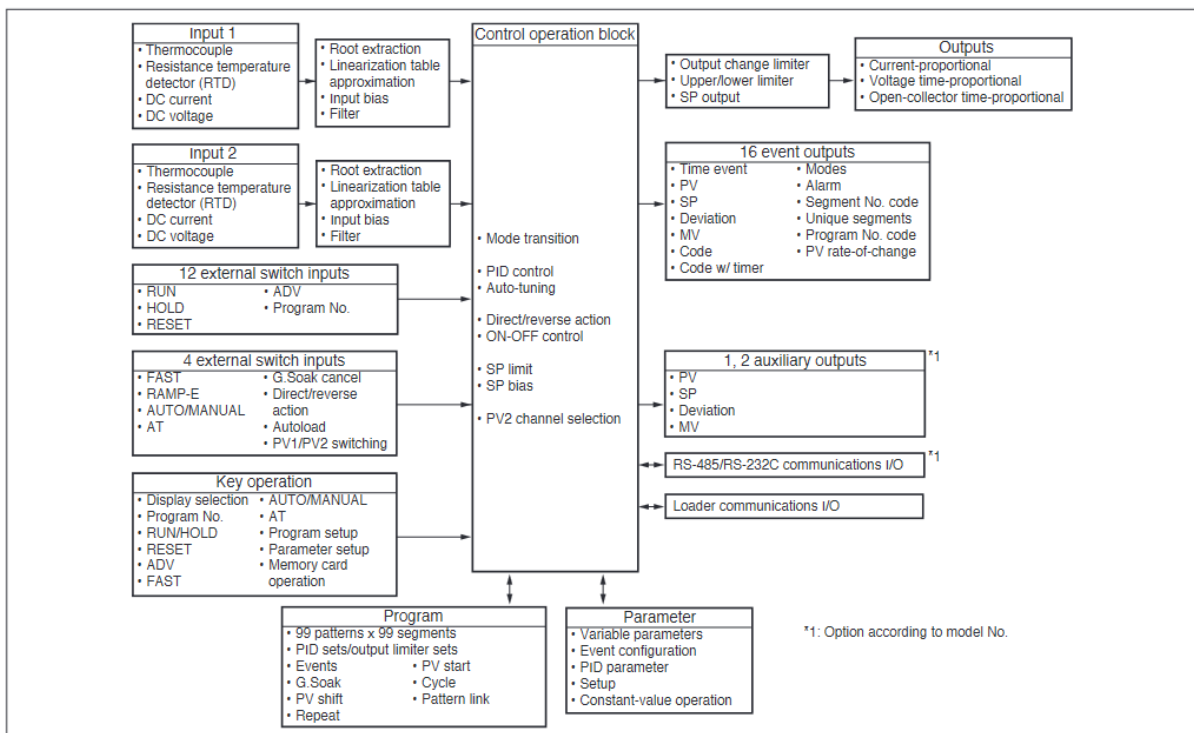 Input 1
• Thermocouple
• Resistance temperature
detector (RTD)
• DC current
• DC voltage
• Root extraction
• Linearization table
approximation
• Input bias
• Filter
Input 2
• Thermocouple
• Resistance temperature
detector (RTD)
• DC current
• DC voltage
• Root extraction
• Linearization table
approximation
• Input bias
• Filter
12 external switch inputs
• RUN
• HOLD
• RESET
• ADV
• Program No.
4 external switch inputs
• FAST
• RAMP-E
• AUTO/MANUAL
• AT
• G.Soak cancel
• Direct/reverse
action
• Autoload
• PV1/PV2 switching
Key operation
• Display selection
• Program No.
• RUN/HOLD
• RESET
• ADV
• FAST
• AUTO/MANUAL
• AT
• Program setup
• Parameter setup
• Memory card
operation
Control operation block
• Mode transition
• PID control
• Auto-tuning
• Direct/reverse action
• ON-OFF control
• SP limit
• SP bias
• PV2 channel selection
• Output change limiter
• Upper/lower limiter
• SP output
Outputs
• Current-proportional
• Voltage time-proportional
• Open-collector time-proportional
16 event outputs
• Time event
• PV
• SP
• Deviation
• MV
• Code
• Code w/ timer
• Modes
• Alarm
• Segment No. code
• Unique segments
• Program No. code
• PV rate-of-change
1, 2 auxiliary outputs
*1
• PV
• SP
• Deviation
• MV
RS-485/RS-232C communications I/O
*1
Loader communications I/O
Program
• 99 patterns x 99 segments
• PID sets/output limiter sets
• Events
• G.Soak
• PV shift
• Repeat
• PV start
• Cycle
• Pattern link
Parameter
• Variable parameters
• Event configuration
• PID parameter
• Setup
• Constant-value operation
*1: Option according to model No.